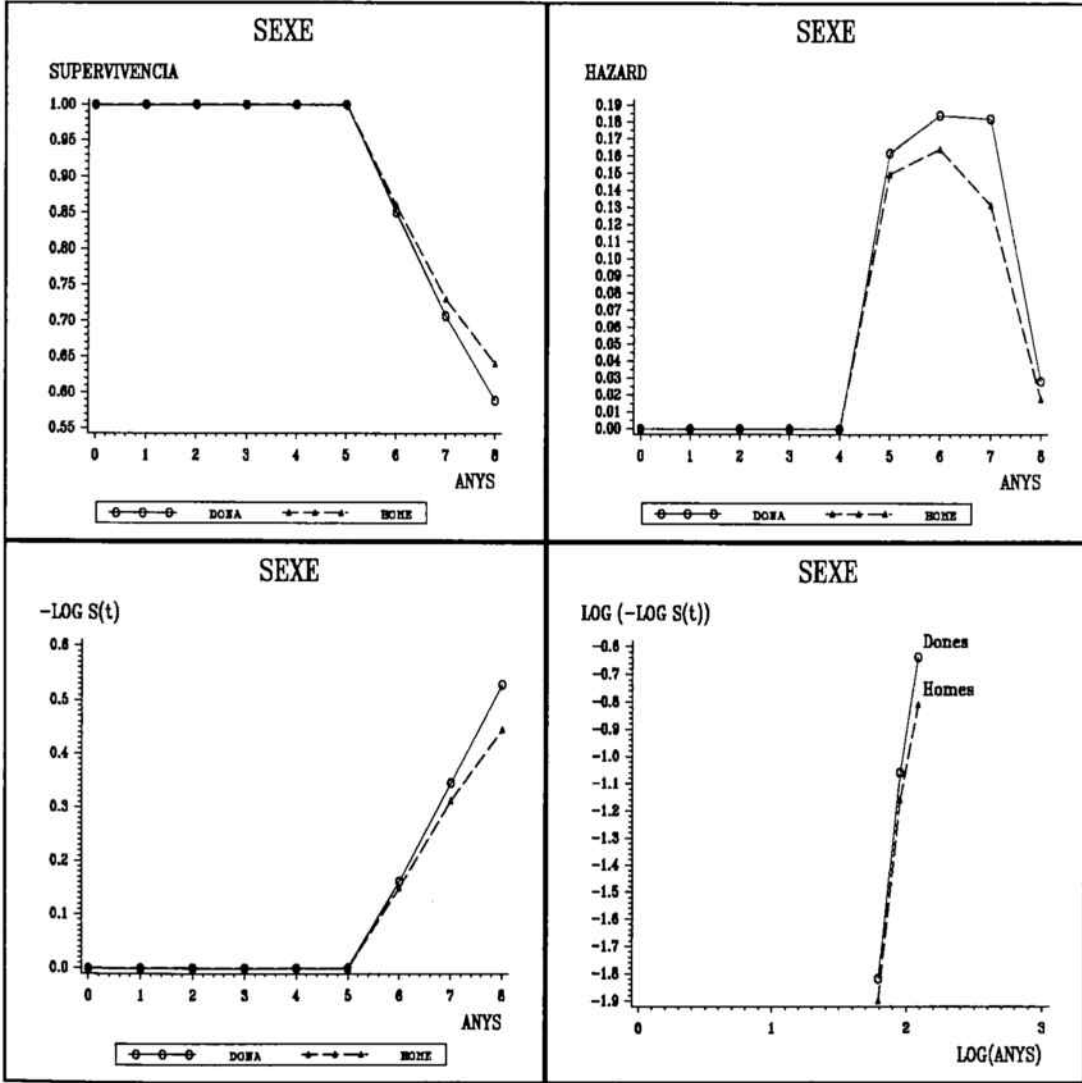 SEXE
SUPERVIVENCIA
1.00
0.95
0.90
0.85
0.80
0.75
0.70
0.65
0.60
0.55
0 1 2 3 4 5 6 7 8
ANYS
DONA HOME
SEXE
HAZARD
0.19
0.18
0.17
0.16
0.15
0.14
0.13
0.12
0.11
0.10
0.09
0.08
0.07
0.06
0.05
0.04
0.03
0.02
0.01
0.00
0 1 2 3 4 5 6 7 8
ANYS
DONA HOME
SEXE
-LOG S(t)
0.6
0.5
0.4
0.3
0.2
0.1
0.0
0 1 2 3 4 5 6 7 8
ANYS
DONA HOME
SEXE
LOG (-LOG S(t))
-0.6
-0.7
-0.8
-0.9
-1.0
-1.1
-1.2
-1.3
-1.4
-1.5
-1.6
-1.7
-1.8
-1.9
Dones
Homes
0 1 2 3
LOG(ANYS)